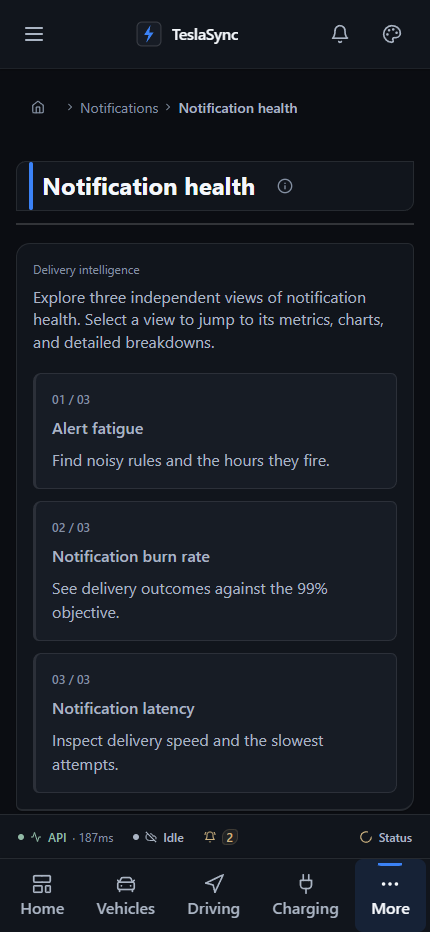 TeslaSync
Notifications
Notification health
Notification health
Delivery intelligence
Explore three independent views of notification
health. Select a view to jump to its metrics, charts,
and detailed breakdowns.
01 / 03
Alert fatigue
Find noisy rules and the hours they fire.
02 / 03
Notification burn rate
See delivery outcomes against the 99%
objective.
03 / 03
Notification latency
Inspect delivery speed and the slowest
attempts.
API · 187ms
Idle
2
Status
Home
Vehicles
Driving
Charging
More